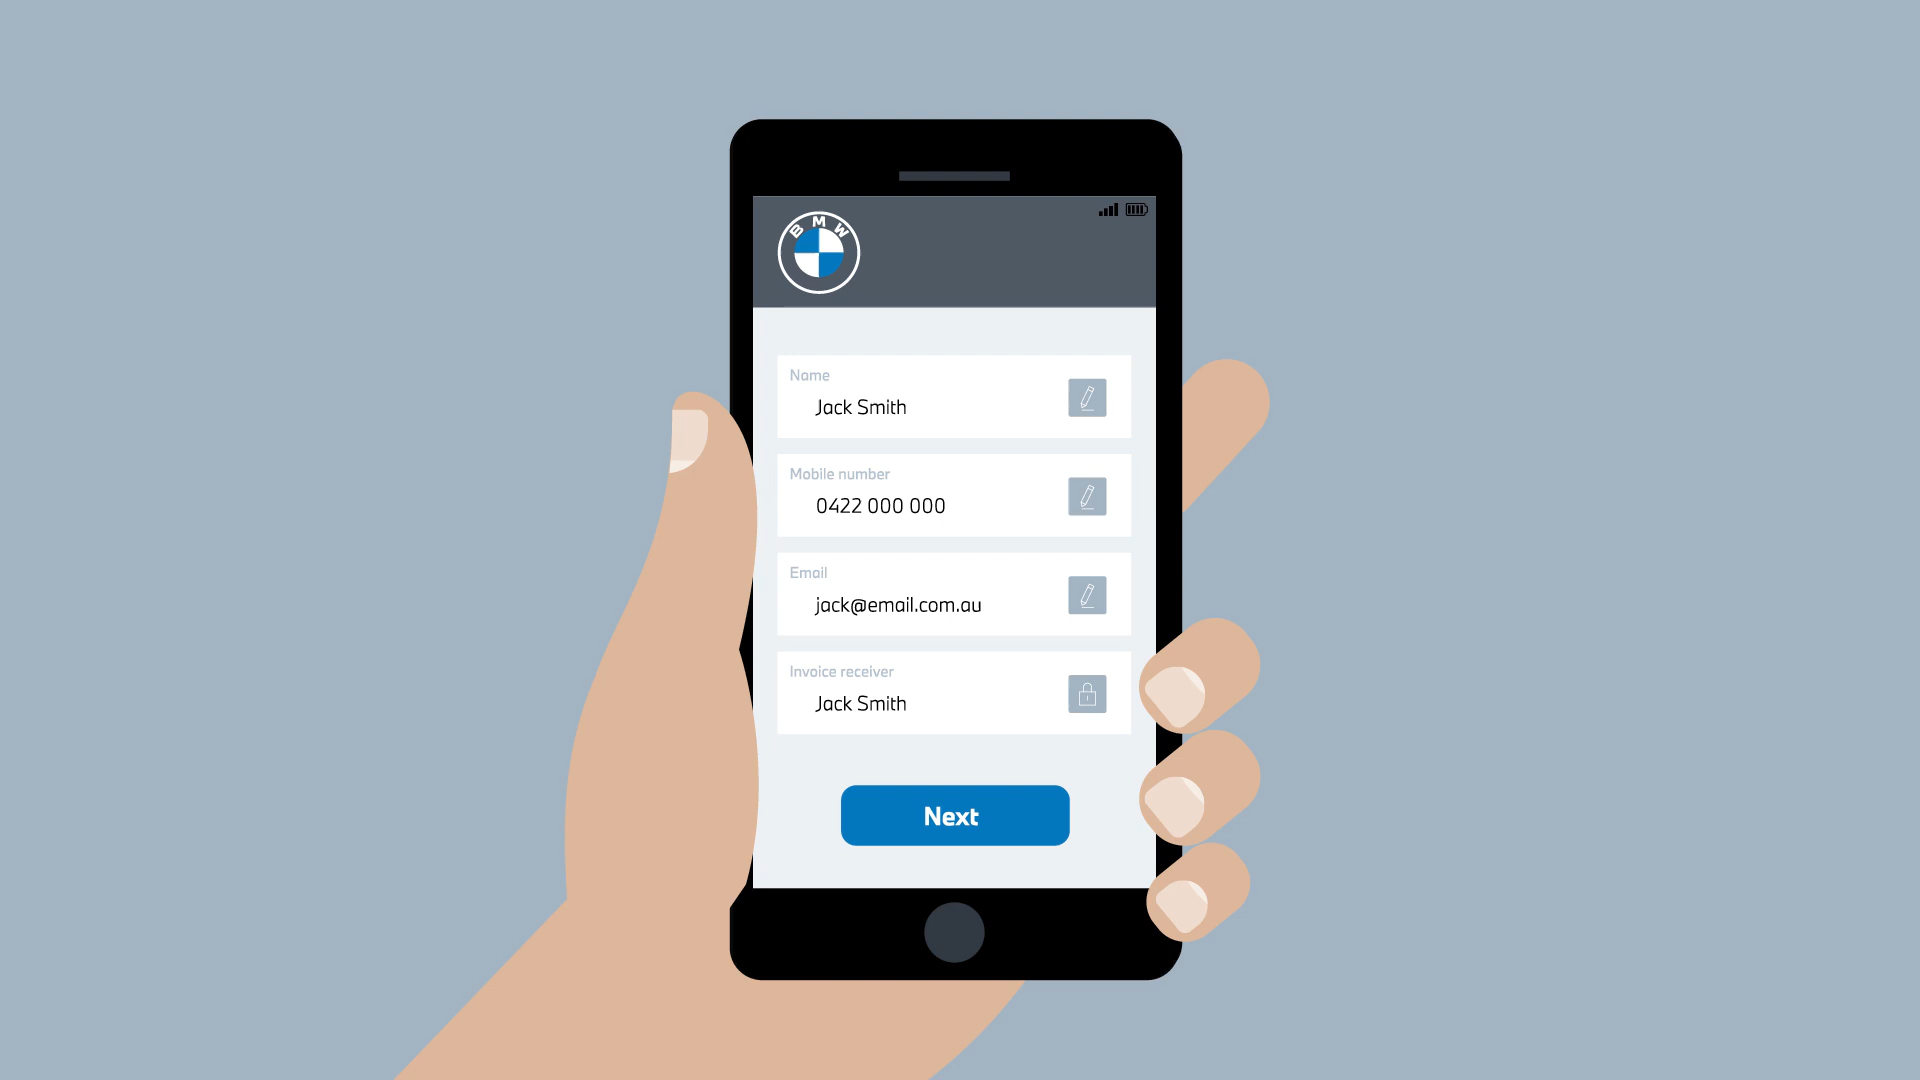 BMW
Name
Jack Smith
Mobile number
0422 000 000
Email
jack@email.com.au
Invoice receiver
Jack Smith
Next